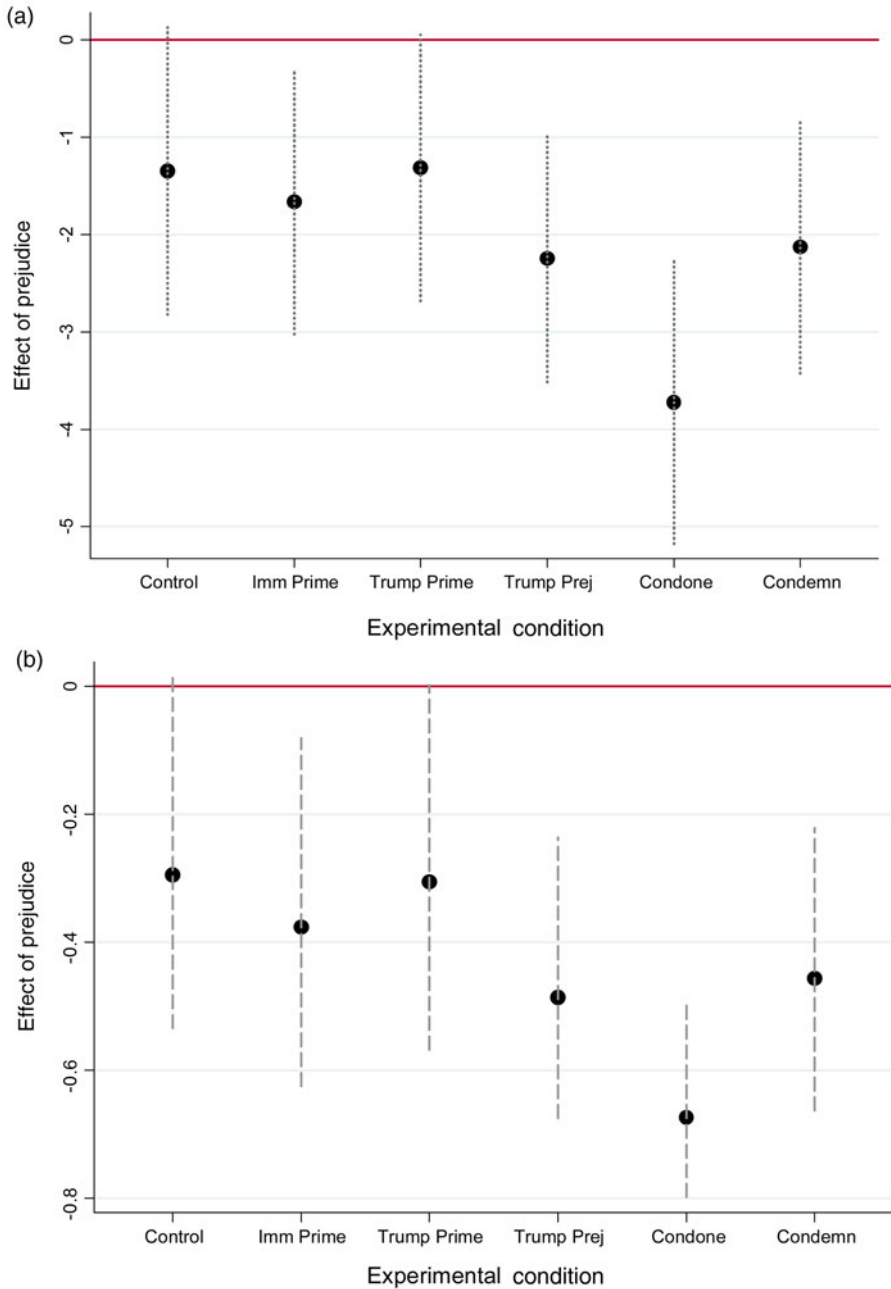 (a)
0
-1
-2
-3
-4
-5
Effect of prejudice
Control Imm Prime Trump Prime Trump Prej Condone Condemn
Experimental condition
(b)
0
-0.2
-0.4
-0.6
-0.8
Effect of prejudice
Control Imm Prime Trump Prime Trump Prej Condone Condemn
Experimental condition